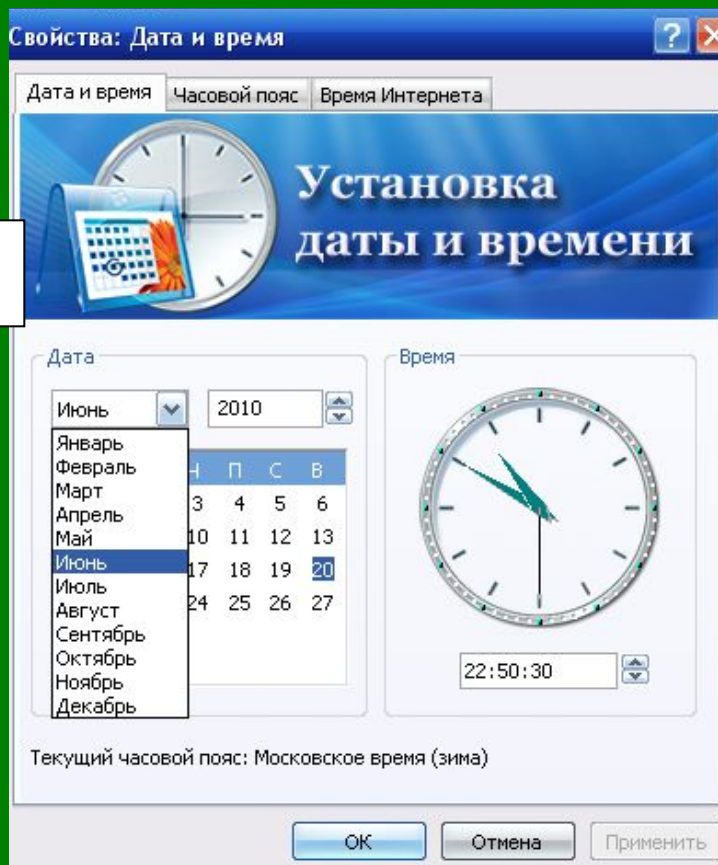 Свойства: Дата и время
Дата и время Часовой пояс Время Интернета
Установка
даты и времени
Дата
Время
Июнь 2010
Январь
Февраль
Март
Апрель
Май
Июнь
Июль
Август
Сентябрь
Октябрь
Ноябрь
Декабрь
П С В
3 4 5 6
10 11 12 13
17 18 19 20
24 25 26 27
22:50:30
Текущий часовой пояс: Московское время (зима)
ОК Отмена Применить